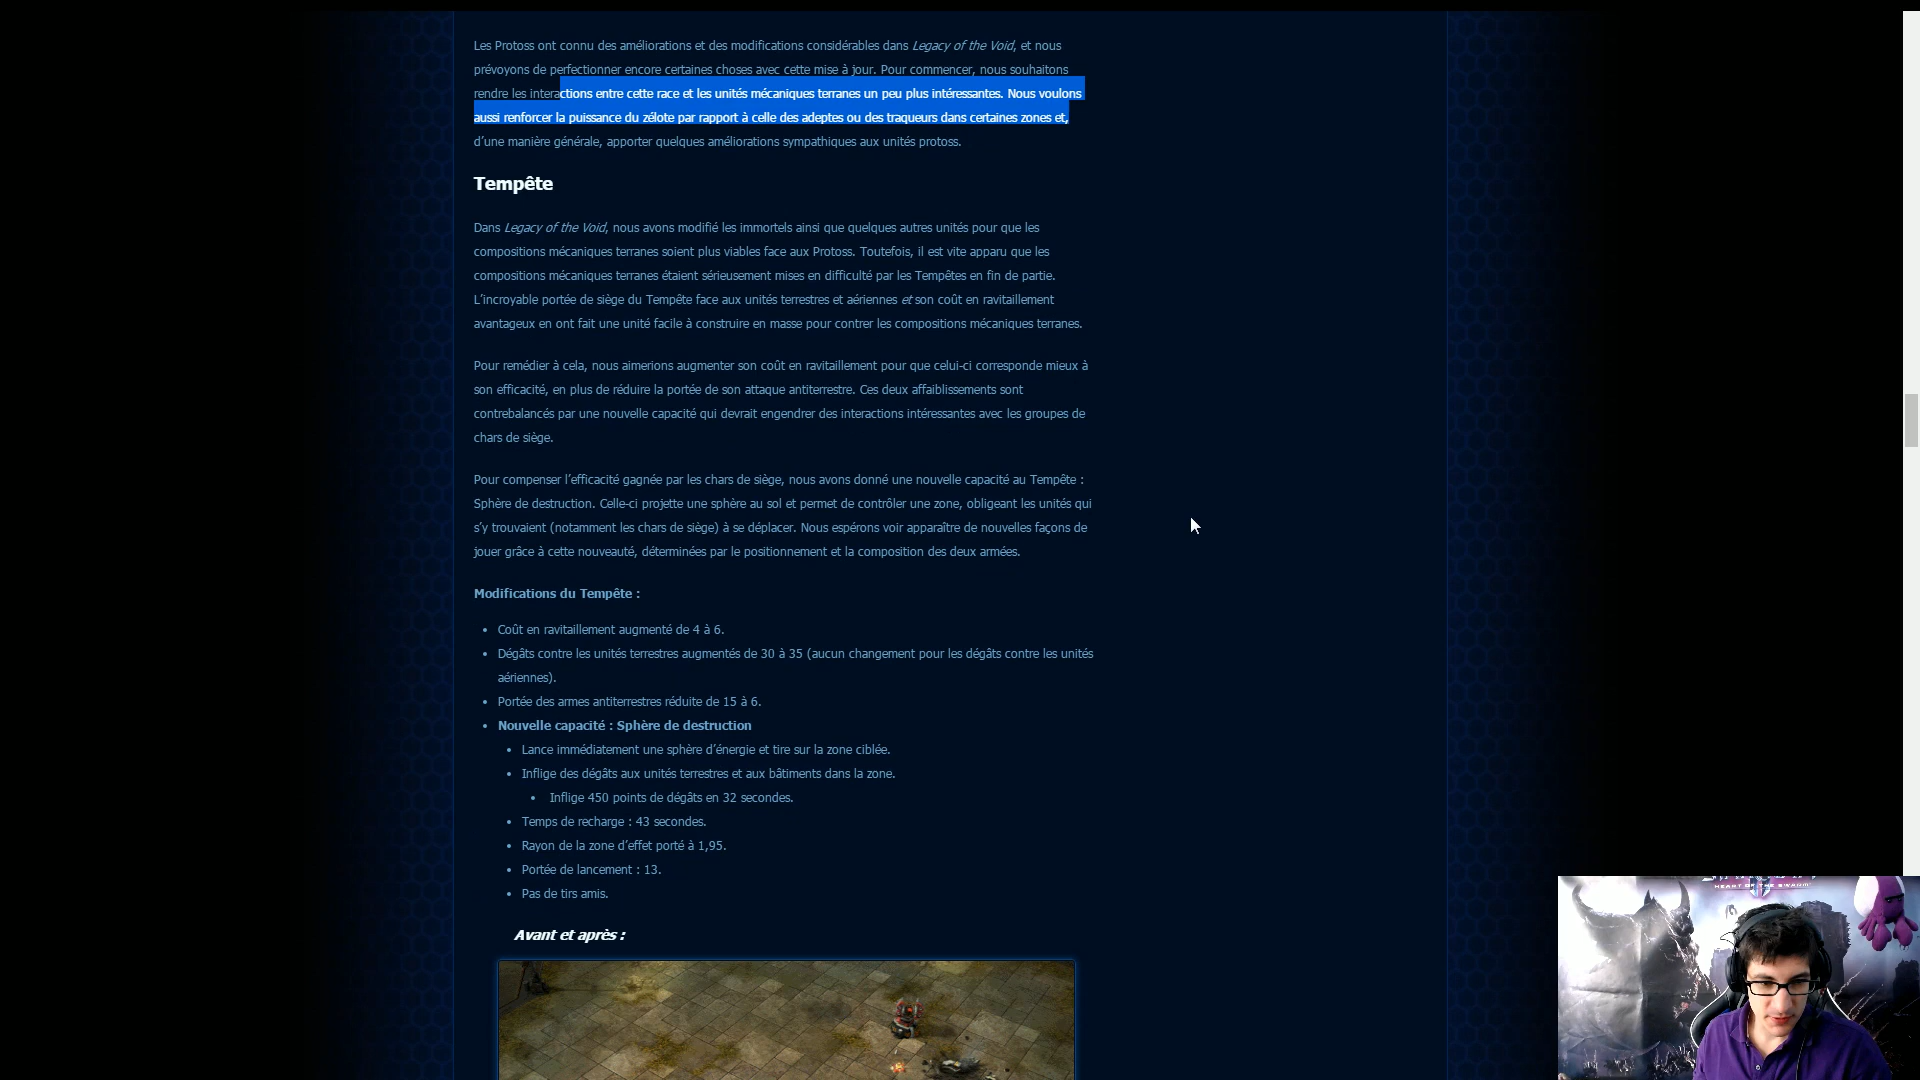 Les Protoss ont connu des améliorations et des modifications considérables dans Legacy of the Void, et nous
prévoyons de perfectionner encore certaines choses avec cette mise à jour. Pour commencer, nous souhaitons
rendre les interactions entre cette race et les unités mécaniques terranes un peu plus intéressantes. Nous voulons
aussi renforcer la puissance du zélote par rapport à celle des adeptes ou des traqueurs dans certaines zones et,
d’une manière générale, apporter quelques améliorations sympathiques aux unités protoss.
Tempête
Dans Legacy of the Void, nous avons modifié les immortels ainsi que quelques autres unités pour que les
compositions mécaniques terranes soient plus viables face aux Protoss. Toutefois, il est vite apparu que les
compositions mécaniques terranes étaient sérieusement mises en difficulté par les Tempêtes en fin de partie.
L’incroyable portée de siège du Tempête face aux unités terrestres et aériennes et son coût en ravitaillement
avantageux en ont fait une unité facile à construire en masse pour contrer les compositions mécaniques terranes.
Pour remédier à cela, nous aimerions augmenter son coût en ravitaillement pour que celui-ci corresponde mieux à
son efficacité, en plus de réduire la portée de son attaque antiterrestre. Ces deux affaiblissements sont
contrebalancés par une nouvelle capacité qui devrait engendrer des interactions intéressantes avec les groupes de
chars de siège.
Pour compenser l’efficacité gagnée par les chars de siège, nous avons donné une nouvelle capacité au Tempête :
Sphère de destruction. Celle-ci projette une sphère au sol et permet de contrôler une zone, obligeant les unités qui
s’y trouvaient (notamment les chars de siège) à se déplacer. Nous espérons voir apparaître de nouvelles façons de
jouer grâce à cette nouveauté, déterminées par le positionnement et la composition des deux armées.
Modifications du Tempête :
• Coût en ravitaillement augmenté de 4 à 6.
• Dégâts contre les unités terrestres augmentés de 30 à 35 (aucun changement pour les dégâts contre les unités
aériennes).
• Portée des armes antiterrestres réduite de 15 à 6.
• Nouvelle capacité : Sphère de destruction
• Lance immédiatement une sphère d’énergie et tire sur la zone ciblée.
• Inflige des dégâts aux unités terrestres et aux bâtiments dans la zone.
• Inflige 450 points de dégâts en 32 secondes.
• Temps de recharge : 43 secondes.
• Rayon de la zone d’effet porté à 1,95.
• Portée de lancement : 13.
• Pas de tirs amis.
Avant et après :
HEART OF THE SWARM